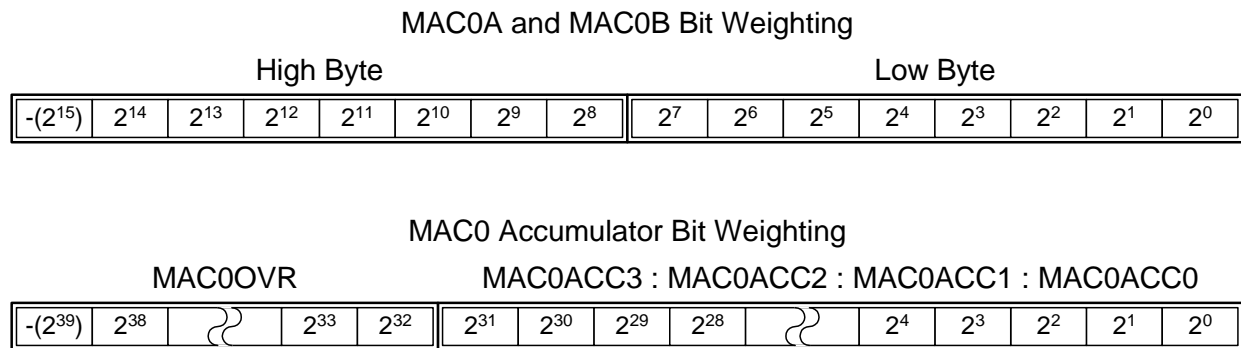 MAC0A and MAC0B Bit Weighting
High Byte Low Byte
-(2¹⁵) 2¹⁴ 2¹³ 2¹² 2¹¹ 2¹⁰ 2⁹ 2⁸ 2⁷ 2⁶ 2⁵ 2⁴ 2³ 2² 2¹ 2⁰
MAC0 Accumulator Bit Weighting
MAC0OVR MAC0ACC3 : MAC0ACC2 : MAC0ACC1 : MAC0ACC0
-(2³⁹) 2³⁸ 2³³ 2³² 2³¹ 2³⁰ 2²⁹ 2²⁸ 2⁴ 2³ 2² 2¹ 2⁰